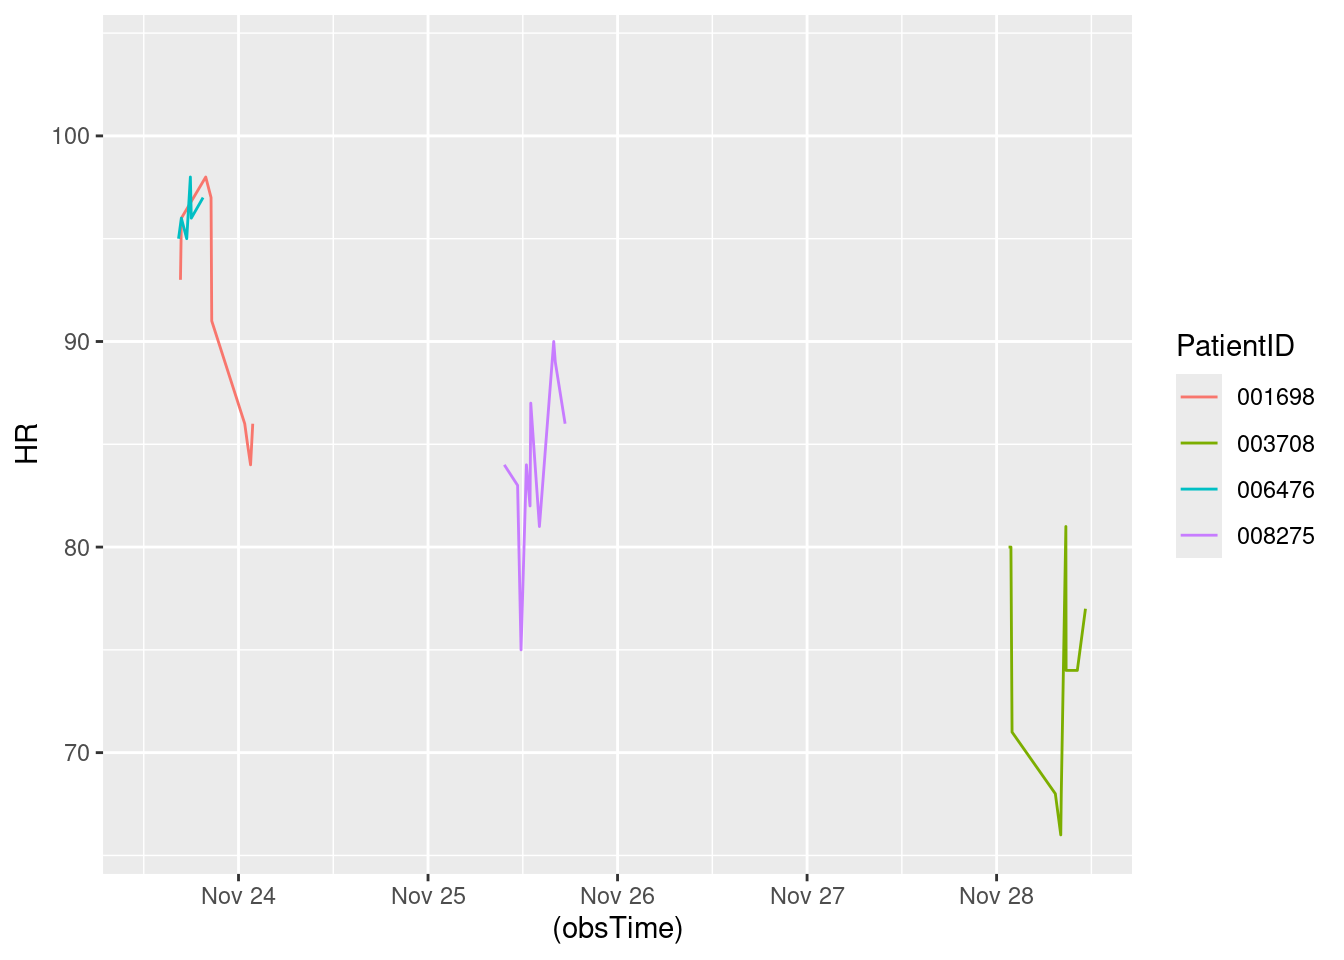 100
90
80
70
HR
Nov 24
Nov 25
Nov 26
Nov 27
Nov 28
(obsTime)
PatientID
001698
003708
006476
008275